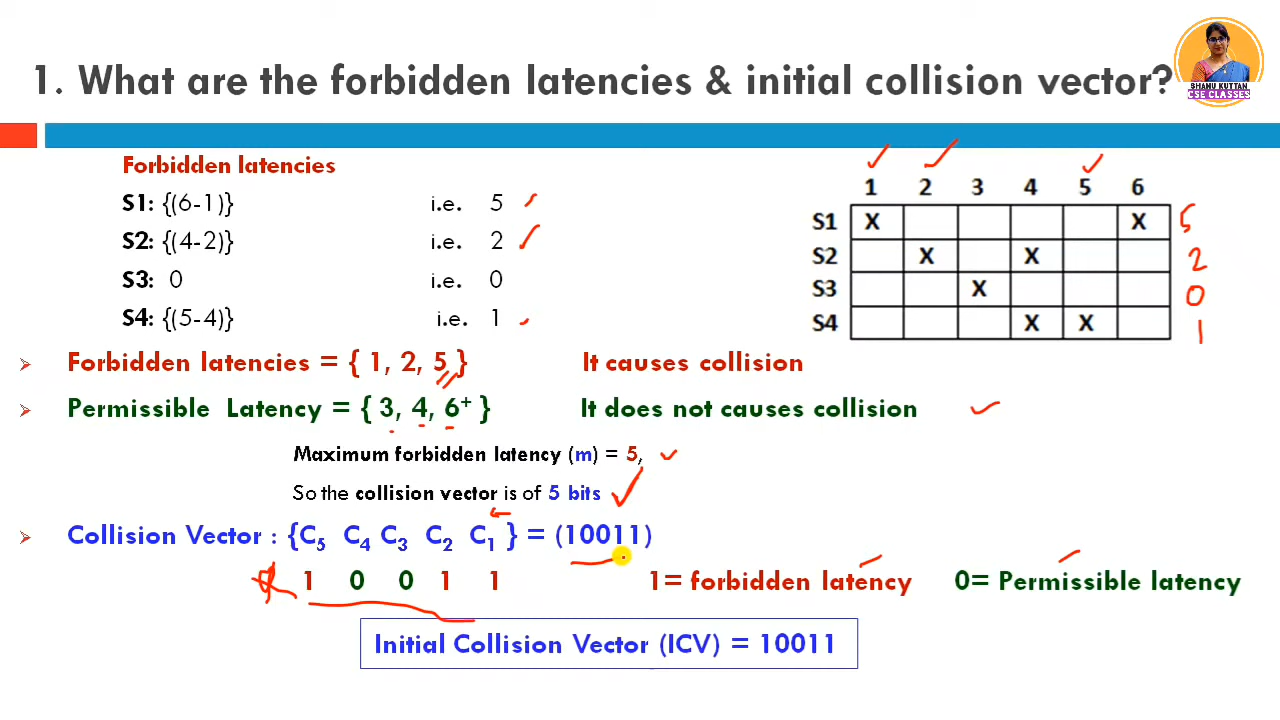 1. What are the forbidden latencies & initial collision vector?
SHAMU KUTTAN
CSE CLASSES
Forbidden latencies
S1: {(6-1)} i.e. 5
S2: {(4-2)} i.e. 2
S3: 0 i.e. 0
S4: {(5-4)} i.e. 1
1 2 3 4 5 6
S1 X X 5
S2 X X 2
S3 X 0
S4 X X 1
Forbidden latencies = { 1, 2, 5 } It causes collision
Permissible Latency = { 3, 4, 6⁺ } It does not causes collision
Maximum forbidden latency (m) = 5,
So the collision vector is of 5 bits
Collision Vector : {C₅ C₄ C₃ C₂ C₁ } = (10011)
1 0 0 1 1 1= forbidden latency 0= Permissible latency
Initial Collision Vector (ICV) = 10011